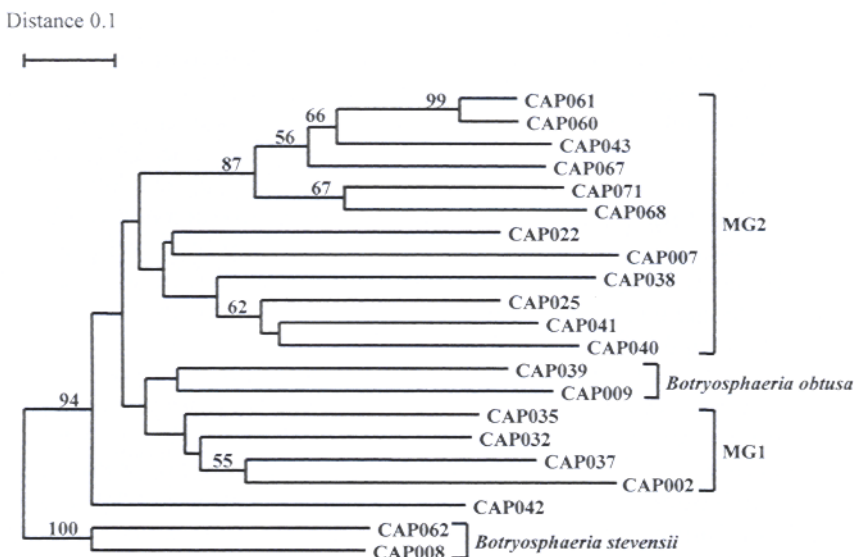 Distance 0.1
99
CAP061
66
CAP060
56
CAP043
87
CAP067
67
CAP071
CAP068
MG2
CAP022
CAP007
CAP038
62
CAP025
CAP041
CAP040
CAP039
Botryosphaeria obtusa
CAP009
94
CAP035
CAP032
MG1
55
CAP037
CAP002
CAP042
100
CAP062
Botryosphaeria stevensii
CAP008